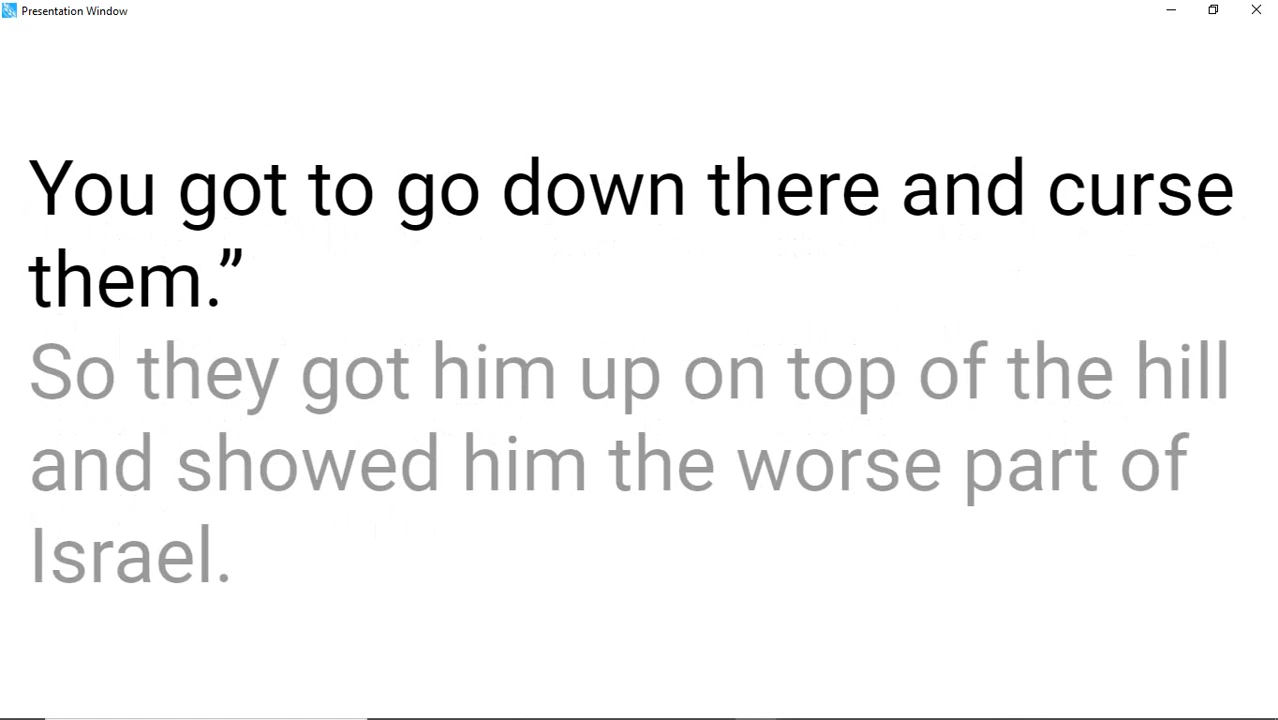 Presentation Window
You got to go down there and curse
them.”
So they got him up on top of the hill
and showed him the worse part of
Israel.